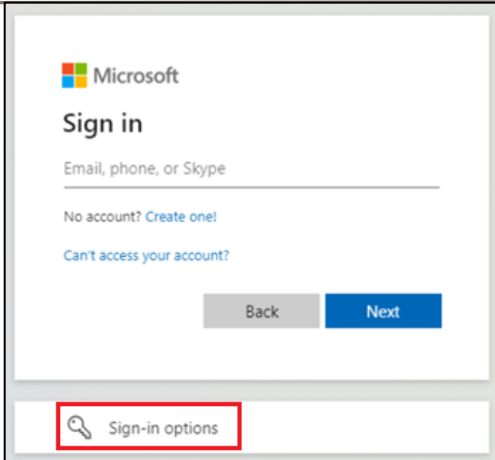 Microsoft
Sign in
Email, phone, or Skype
No account? Create one!
Can't access your account?
Back Next
Sign-in options